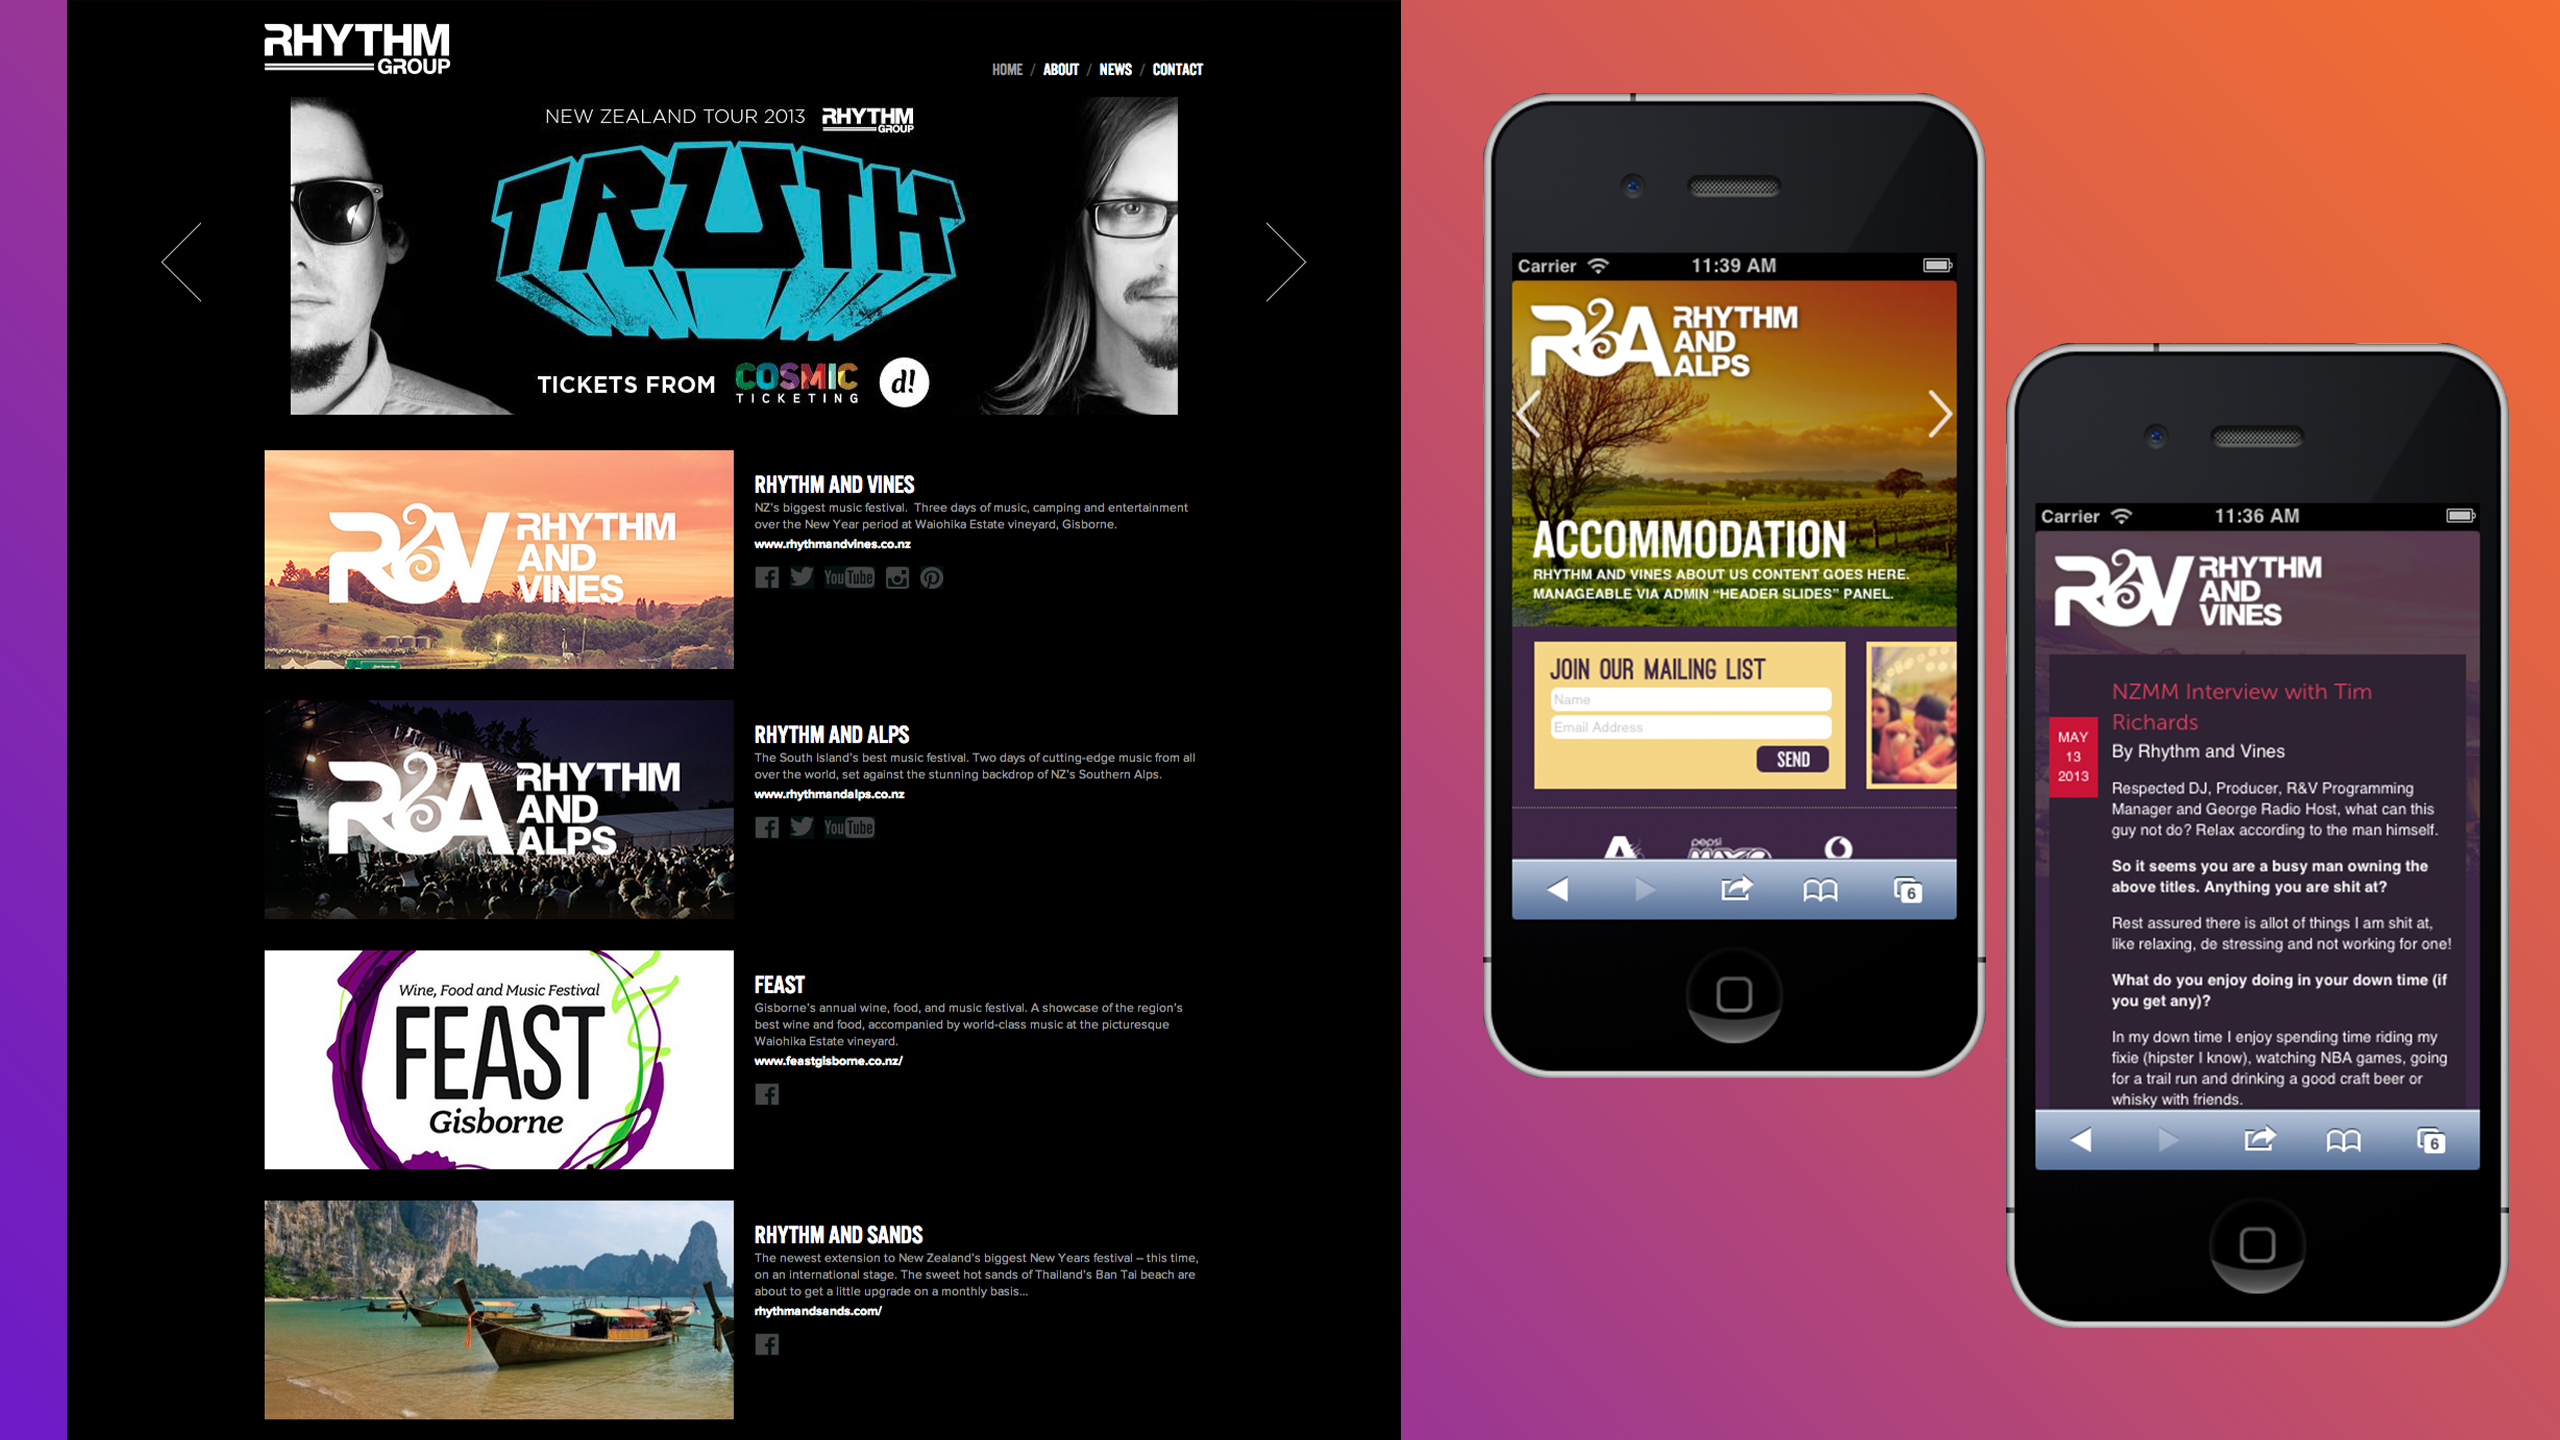 RHYTHM
GROUP
HOME / ABOUT / NEWS / CONTACT
NEW ZEALAND TOUR 2013 RHYTHM GROUP
TRUTH
TICKETS FROM COSMIC TICKETING d!
R&V RHYTHM
AND
VINES
RHYTHM AND VINES
NZ's biggest music festival. Three days of music, camping and entertainment
over the New Year period at Waiohika Estate vineyard, Gisborne.
www.rhythmandvines.co.nz
YouTube
R&A RHYTHM
AND
ALPS
RHYTHM AND ALPS
The South Island's best music festival. Two days of cutting-edge music from all
over the world, set against the stunning backdrop of NZ's Southern Alps.
www.rhythmandalps.co.nz
YouTube
Wine, Food and Music Festival
FEAST
Gisborne
FEAST
Gisborne's annual wine, food, and music festival. A showcase of the region's
best wine and food, accompanied by world-class music at the picturesque
Waiohika Estate vineyard.
www.feastgisborne.co.nz/
RHYTHM AND SANDS
The newest extension to New Zealand's biggest New Years festival – this time,
on an international stage. The sweet hot sands of Thailand's Ban Tai beach are
about to get a little upgrade on a monthly basis...
rhythmandsands.com/
Carrier 11:39 AM
R&A RHYTHM
AND
ALPS
ACCOMMODATION
RHYTHM AND VINES ABOUT US CONTENT GOES HERE.
MANAGEABLE VIA ADMIN “HEADER SLIDES” PANEL.
JOIN OUR MAILING LIST
Name
Email Address
SEND
pepsi
MAX
6
Carrier 11:36 AM
R&V RHYTHM
AND
VINES
NZMM Interview with Tim
Richards
MAY
13
2013
By Rhythm and Vines
Respected DJ, Producer, R&V Programming
Manager and George Radio Host, what can this
guy not do? Relax according to the man himself.
So it seems you are a busy man owning the
above titles. Anything you are shit at?
Rest assured there is allot of things I am shit at,
like relaxing, de stressing and not working for one!
What do you enjoy doing in your down time (if
you get any)?
In my down time I enjoy spending time riding my
fixie (hipster I know), watching NBA games, going
for a trail run and drinking a good craft beer or
whisky with friends.
6